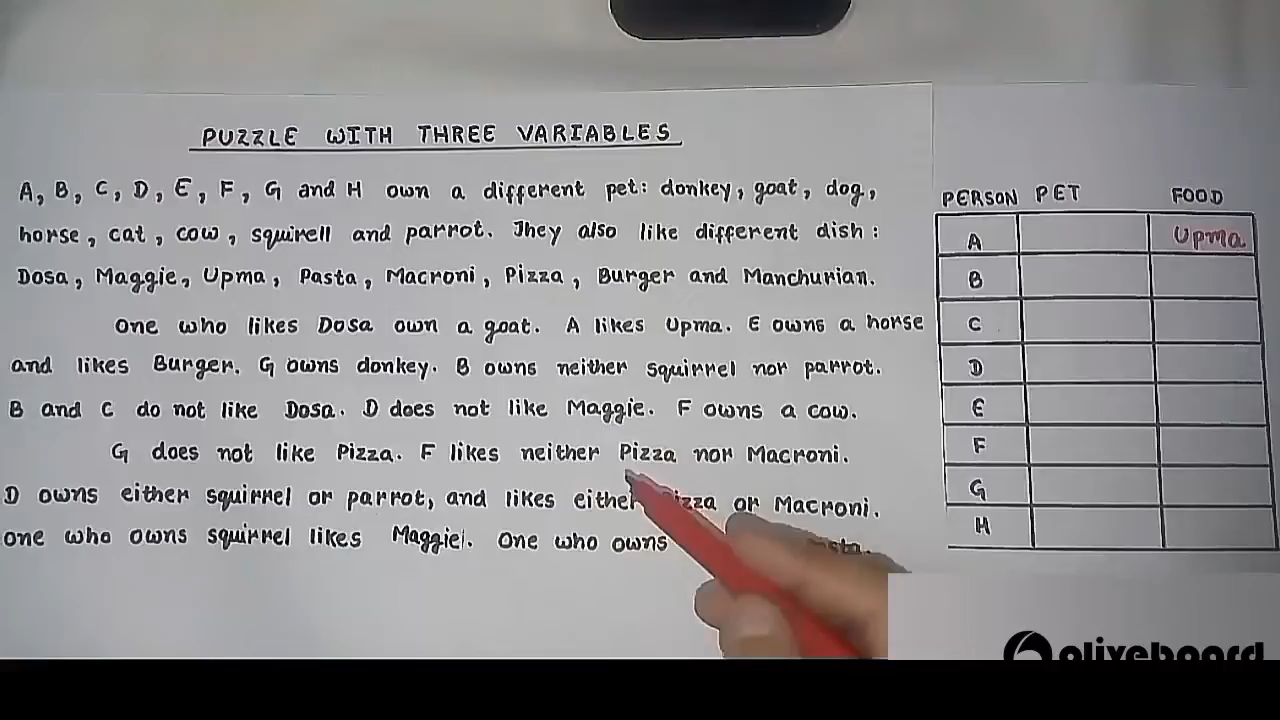 PUZZLE WITH THREE VARIABLES
A, B, C, D, E, F, G and H own a different pet: donkey, goat, dog,
horse, cat, cow, squirell and parrot. They also like different dish:
Dosa, Maggie, Upma, Pasta, Macroni, Pizza, Burger and Manchurian.
One who likes Dosa own a goat. A likes Upma. E owns a horse
and likes Burger. G owns donkey. B owns neither squirrel nor parrot.
B and C do not like Dosa. D does not like Maggie. F owns a cow.
G does not like Pizza. F likes neither Pizza nor Macroni.
D owns either squirrel or parrot, and likes either Pizza or Macroni.
One who owns squirrel likes Maggie. One who owns
PERSON PET FOOD
A Upma
B
C
D
E
F
G
H
oliveboard